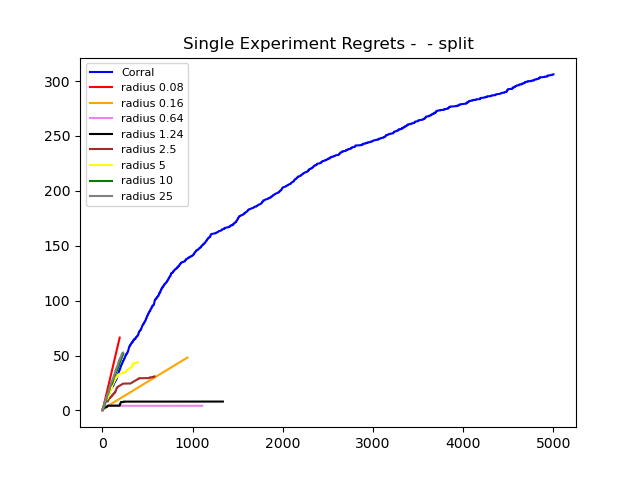 Single Experiment Regrets -  - split
Corral
radius 0.08
radius 0.16
radius 0.64
radius 1.24
radius 2.5
radius 5
radius 10
radius 25
300
250
200
150
100
50
0
0 1000 2000 3000 4000 5000